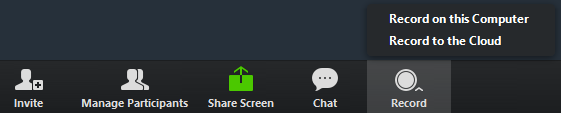 Record on this Computer
Record to the Cloud
Invite
Manage Participants
Share Screen
Chat
Record